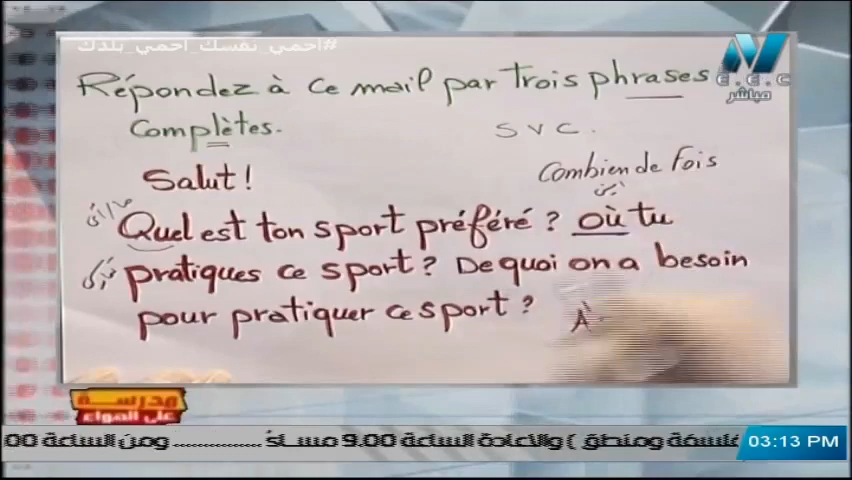 #احمي_نفسك_احمي_بلدك
E.E.C
مباشر
Répondez à ce mail par trois phrases
complètes.
S V C.
Salut!
Combien de Fois
أين
Quel est ton sport préféré ? Où tu
pratiques ce sport ? De quoi on a besoin
pour pratiquer ce sport ?
À
مدرسة
على الهواء
فلسفة ومنطق ) والاعادة الساعة 9.00 مساءً .................... ومن الساعة 00.
03:13 PM